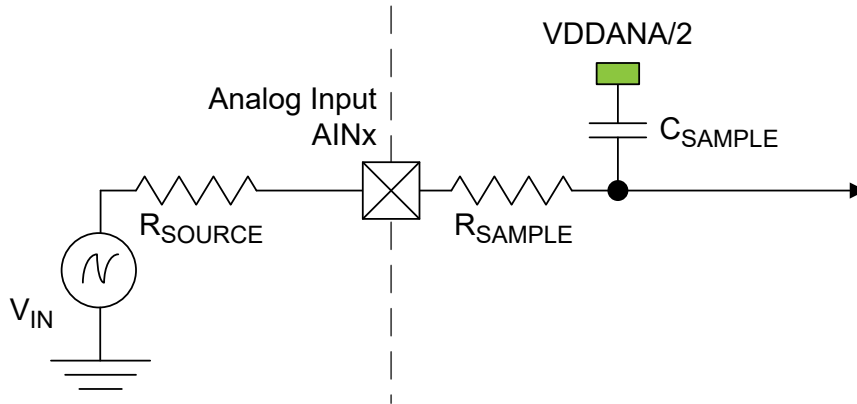 VDDANA/2
Analog Input
AINx
CSAMPLE
RSOURCE
RSAMPLE
VIN